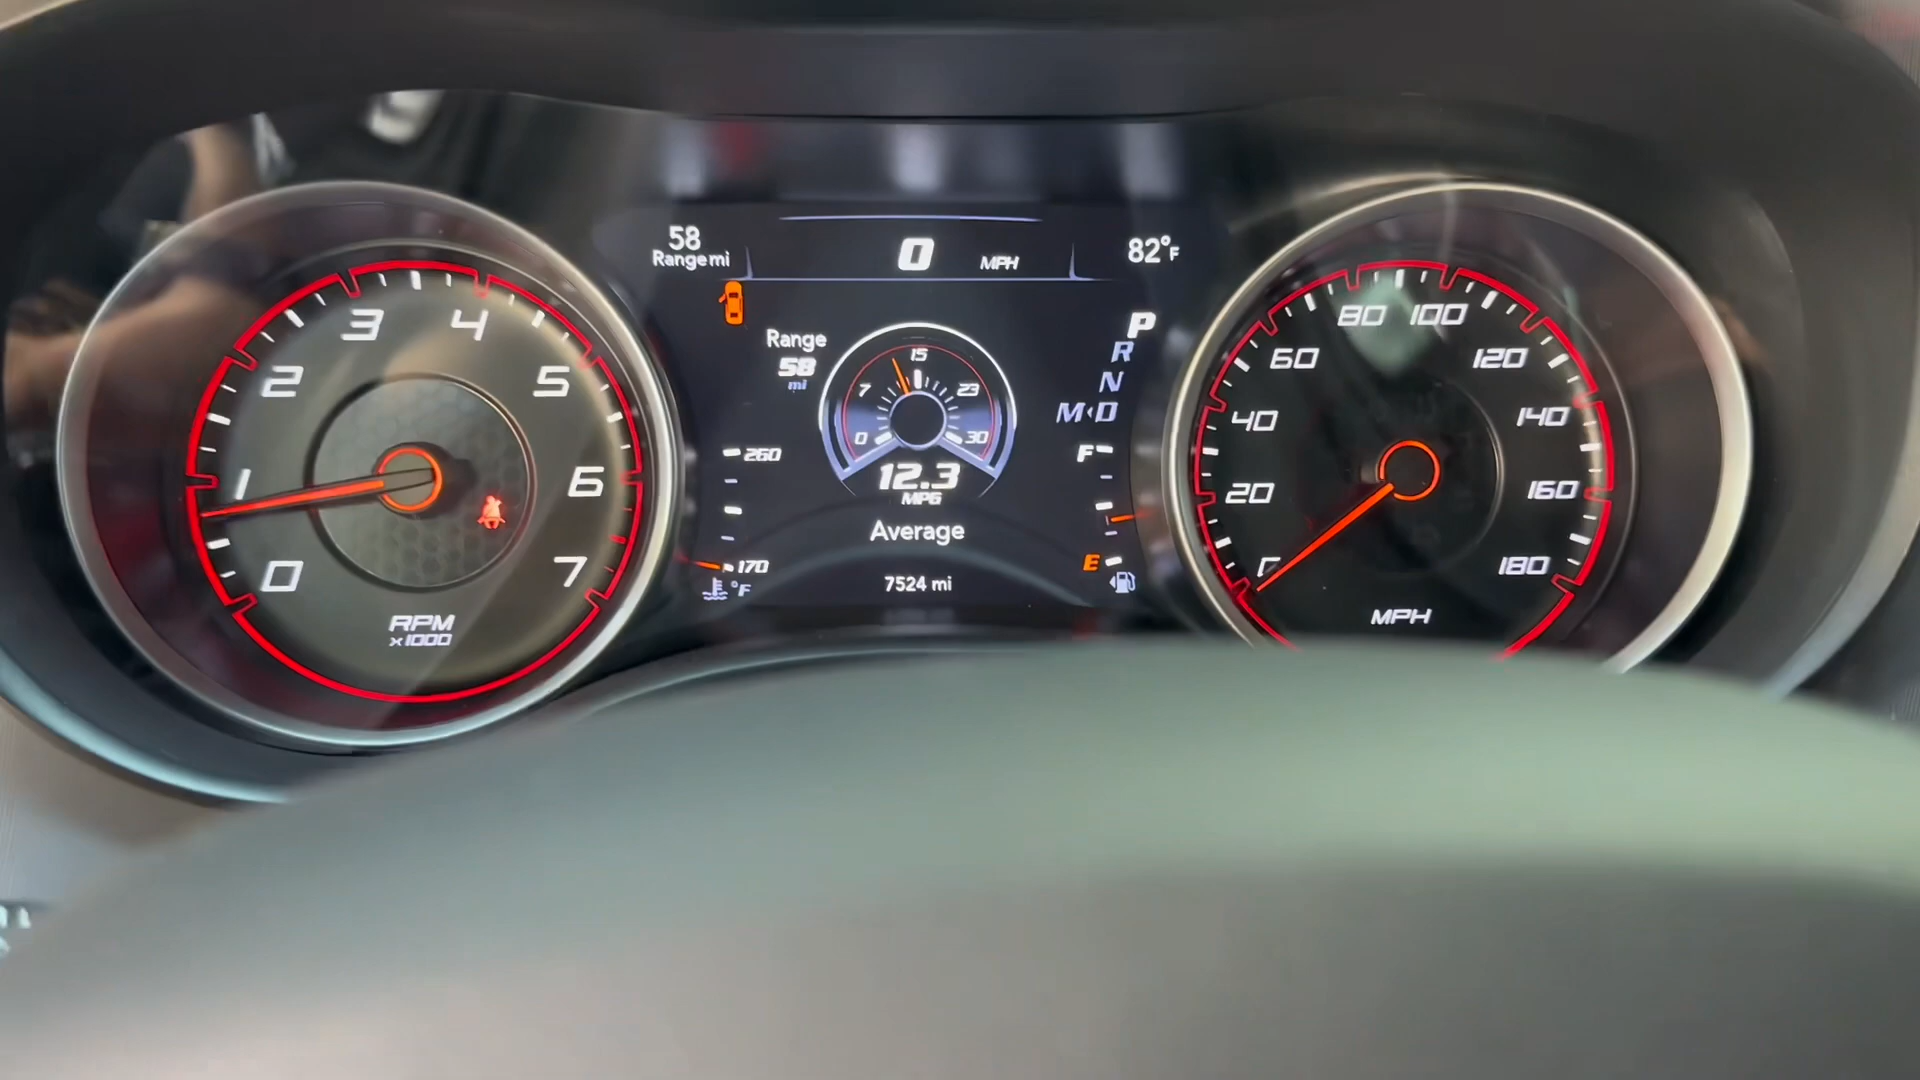 58
Range mi
0 MPH
82°F
Range
58
mi
0
7
15
23
30
12.3
MPG
Average
7524 mi
P
R
N
M‹D
260
170
°F
F
E
0
1
2
3
4
5
6
7
RPM
x1000
20
40
60
80
100
120
140
160
180
MPH